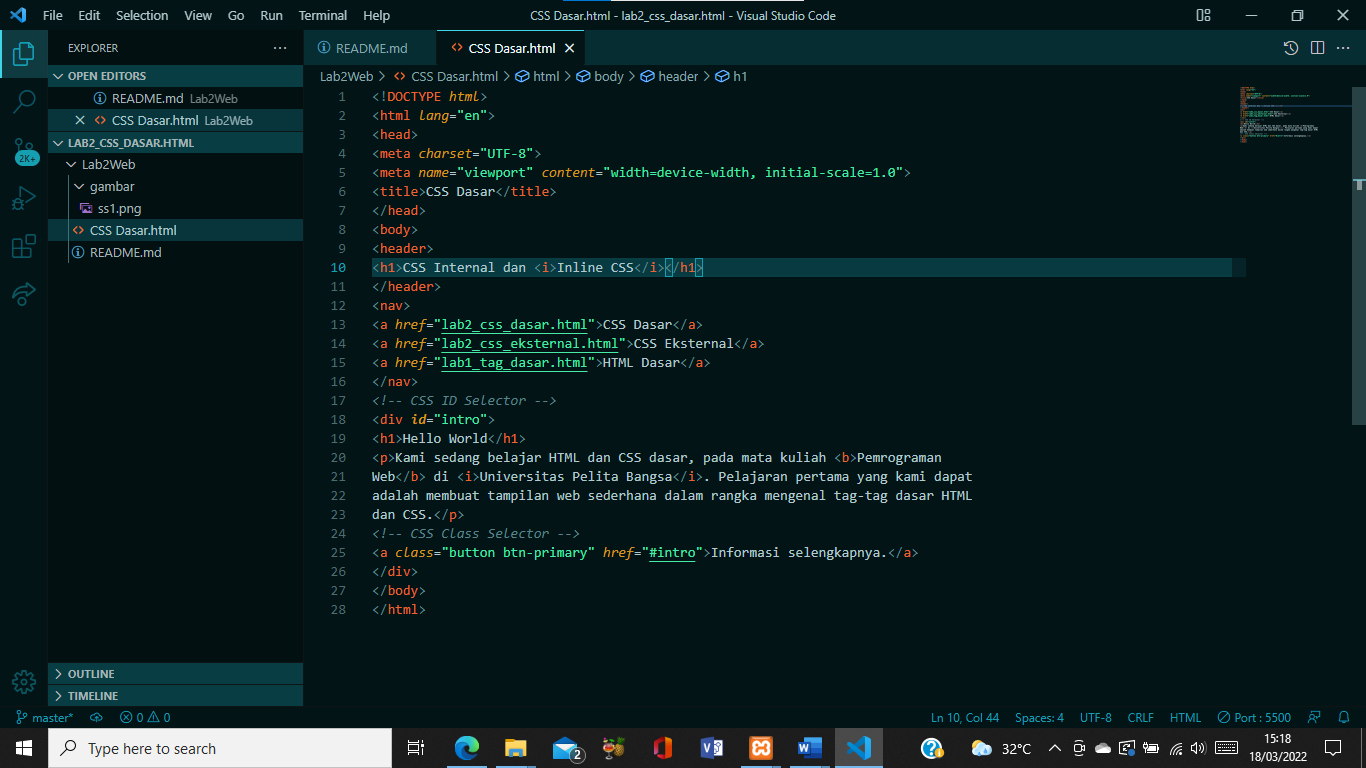 File Edit Selection View Go Run Terminal Help CSS Dasar.html - lab2_css_dasar.html - Visual Studio Code
EXPLORER
OPEN EDITORS
README.md Lab2Web
CSS Dasar.html Lab2Web
LAB2_CSS_DASAR.HTML
Lab2Web
gambar
ss1.png
CSS Dasar.html
README.md
OUTLINE
TIMELINE
2K+
README.md CSS Dasar.html
Lab2Web > CSS Dasar.html > html > body > header > h1
1 <!DOCTYPE html>
2 <html lang="en">
3 <head>
4 <meta charset="UTF-8">
5 <meta name="viewport" content="width=device-width, initial-scale=1.0">
6 <title>CSS Dasar</title>
7 </head>
8 <body>
9 <header>
10 <h1>CSS Internal dan <i>Inline CSS</i></h1>
11 </header>
12 <nav>
13 <a href="lab2_css_dasar.html">CSS Dasar</a>
14 <a href="lab2_css_eksternal.html">CSS Eksternal</a>
15 <a href="lab1_tag_dasar.html">HTML Dasar</a>
16 </nav>
17 <!-- CSS ID Selector -->
18 <div id="intro">
19 <h1>Hello World</h1>
20 <p>Kami sedang belajar HTML dan CSS dasar, pada mata kuliah <b>Pemrograman
21 Web</b> di <i>Universitas Pelita Bangsa</i>. Pelajaran pertama yang kami dapat
22 adalah membuat tampilan web sederhana dalam rangka mengenal tag-tag dasar HTML
23 dan CSS.</p>
24 <!-- CSS Class Selector -->
25 <a class="button btn-primary" href="#intro">Informasi selengkapnya.</a>
26 </div>
27 </body>
28 </html>
master* 0 0 Ln 10, Col 44 Spaces: 4 UTF-8 CRLF HTML Port : 5500
Type here to search 2 32°C 15:18
18/03/2022